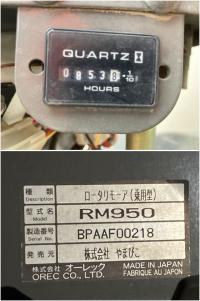 QUARTZ
08538 1/10
HOURS
種類
Description
ロータリモーア(乗用型)
型式名
Model
RM950
製造番号
Serial No.
BPAAF00218
発売元
株式会社 やまびこ
株式会社 オーレック
OREC CO., LTD.
MADE IN JAPAN
FABRIQUE AU JAPON